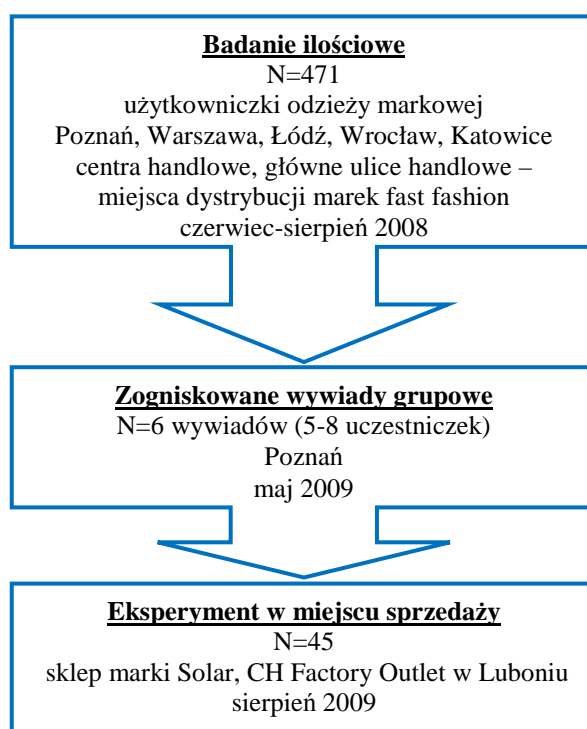 Badanie ilościowe
N=471
użytkowniczki odzieży markowej
Poznań, Warszawa, Łódź, Wrocław, Katowice
centra handlowe, główne ulice handlowe –
miejsca dystrybucji marek fast fashion
czerwiec-sierpień 2008
Zogniskowane wywiady grupowe
N=6 wywiadów (5-8 uczestniczek)
Poznań
maj 2009
Eksperyment w miejscu sprzedaży
N=45
sklep marki Solar, CH Factory Outlet w Luboniu
sierpień 2009